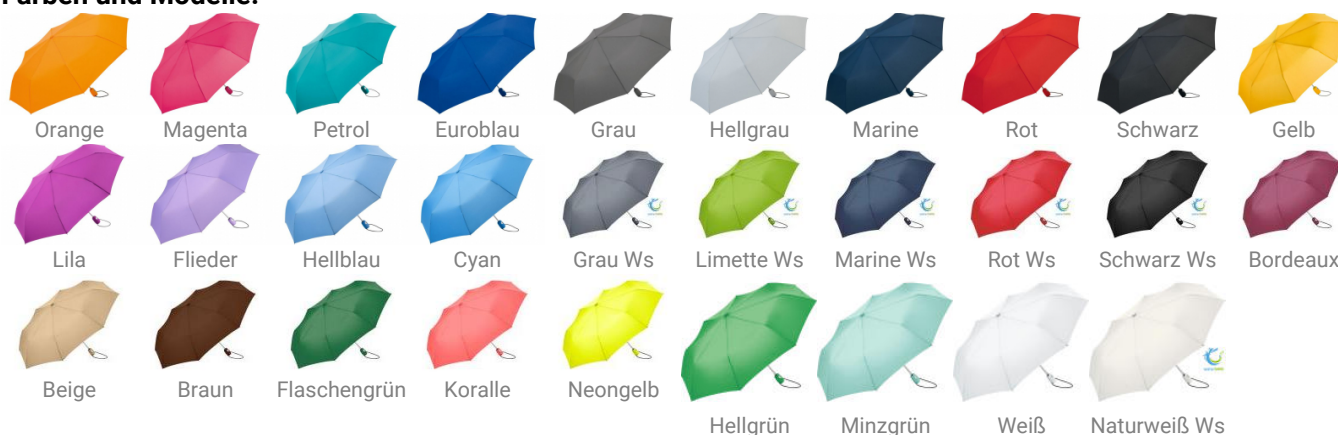 Farben und Modelle:
Orange Magenta Petrol Euroblau Grau Hellgrau Marine Rot Schwarz Gelb
Lila Flieder Hellblau Cyan Grau Ws Limette Ws Marine Ws Rot Ws Schwarz Ws Bordeaux
Beige Braun Flaschengrün Koralle Neongelb
Hellgrün Minzgrün Weiß Naturweiß Ws